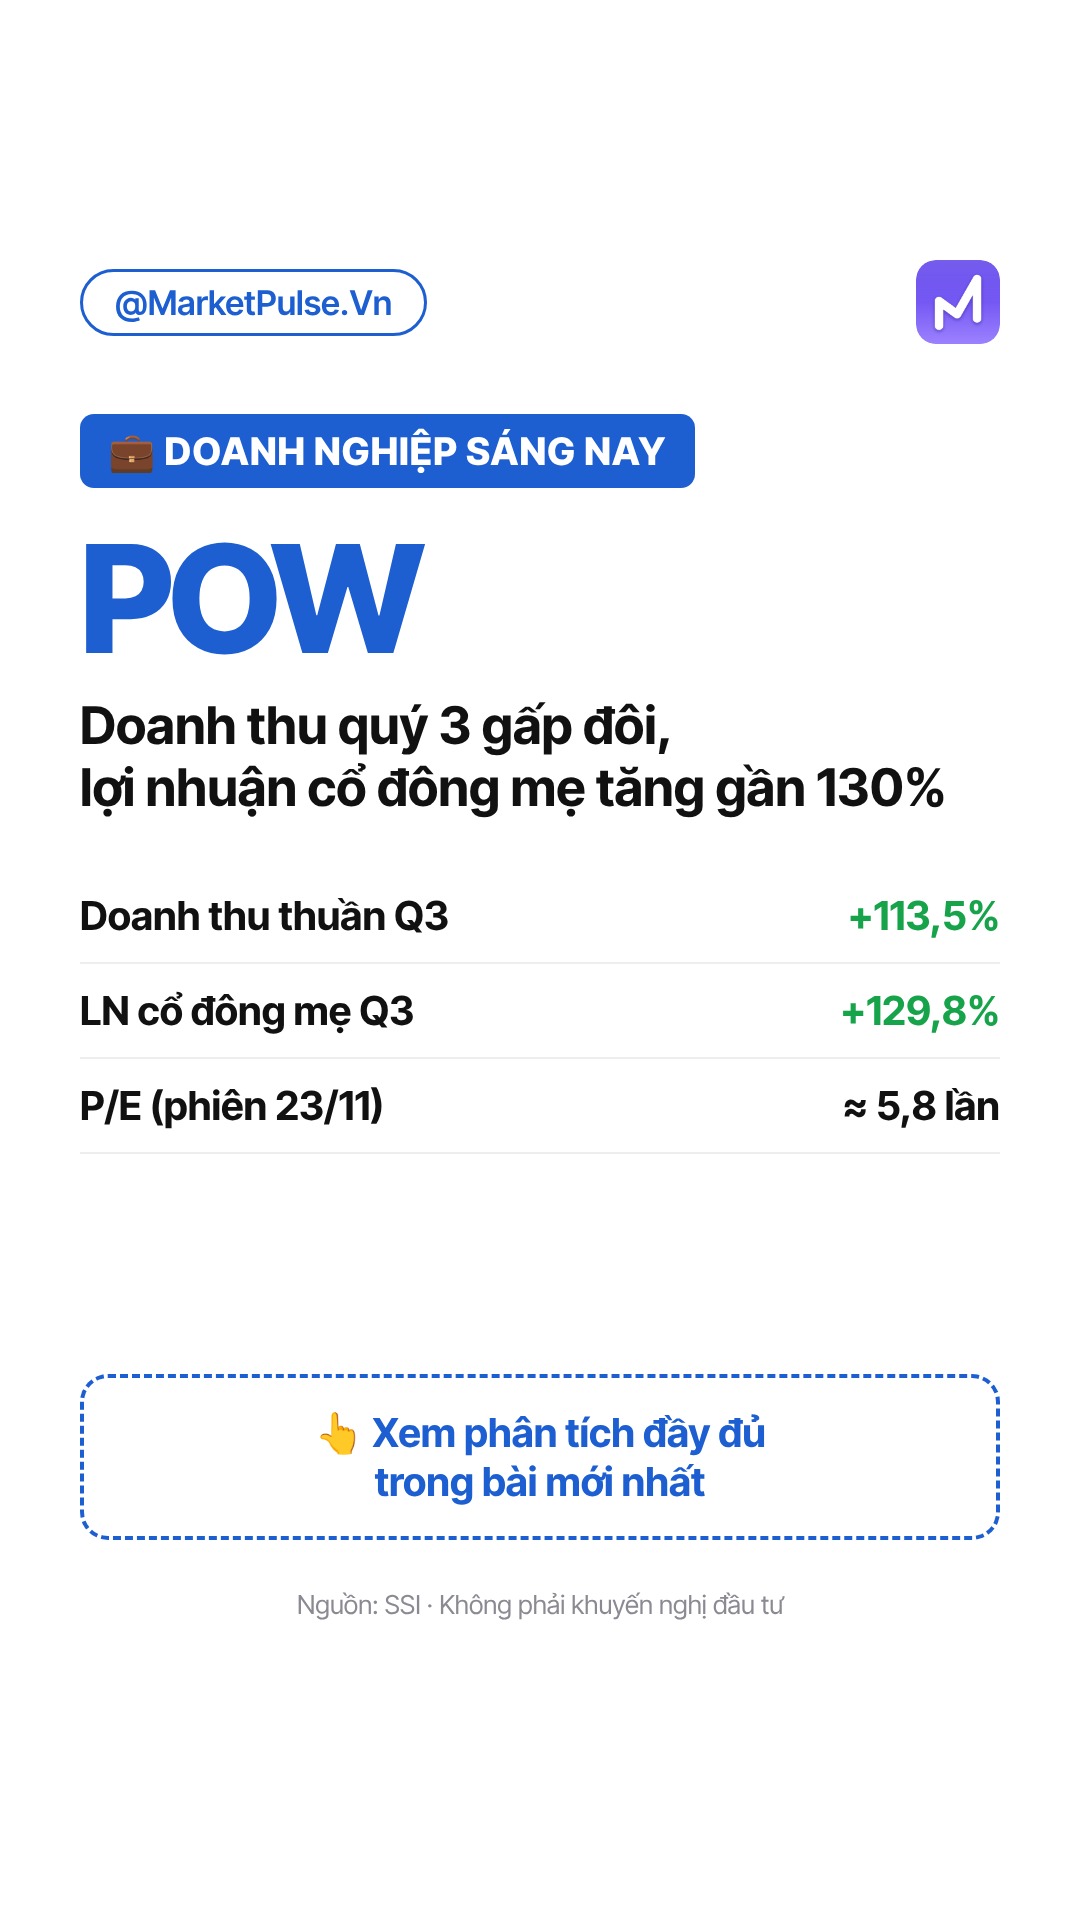 @MarketPulse.Vn
💼 DOANH NGHIỆP SÁNG NAY
POW
Doanh thu quý 3 gấp đôi,
lợi nhuận cổ đông mẹ tăng gần 130%
Doanh thu thuần Q3 +113,5%
LN cổ đông mẹ Q3 +129,8%
P/E (phiên 23/11) ≈ 5,8 lần
👆 Xem phân tích đầy đủ
trong bài mới nhất
Nguồn: SSI · Không phải khuyến nghị đầu tư